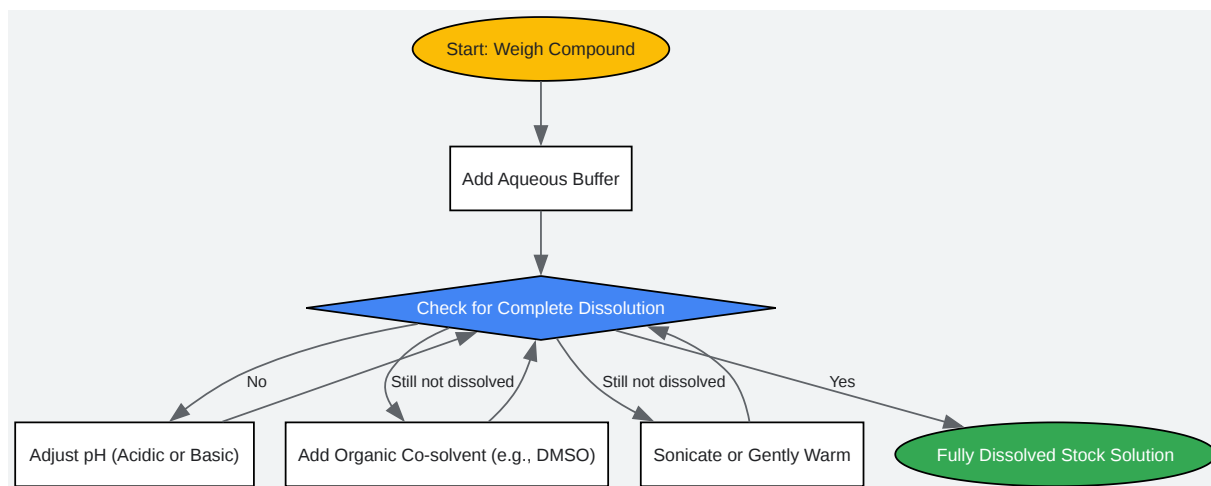 Start: Weigh Compound
Add Aqueous Buffer
Check for Complete Dissolution
No
Still not dissolved
Still not dissolved
Yes
Adjust pH (Acidic or Basic)
Add Organic Co-solvent (e.g., DMSO)
Sonicate or Gently Warm
Fully Dissolved Stock Solution